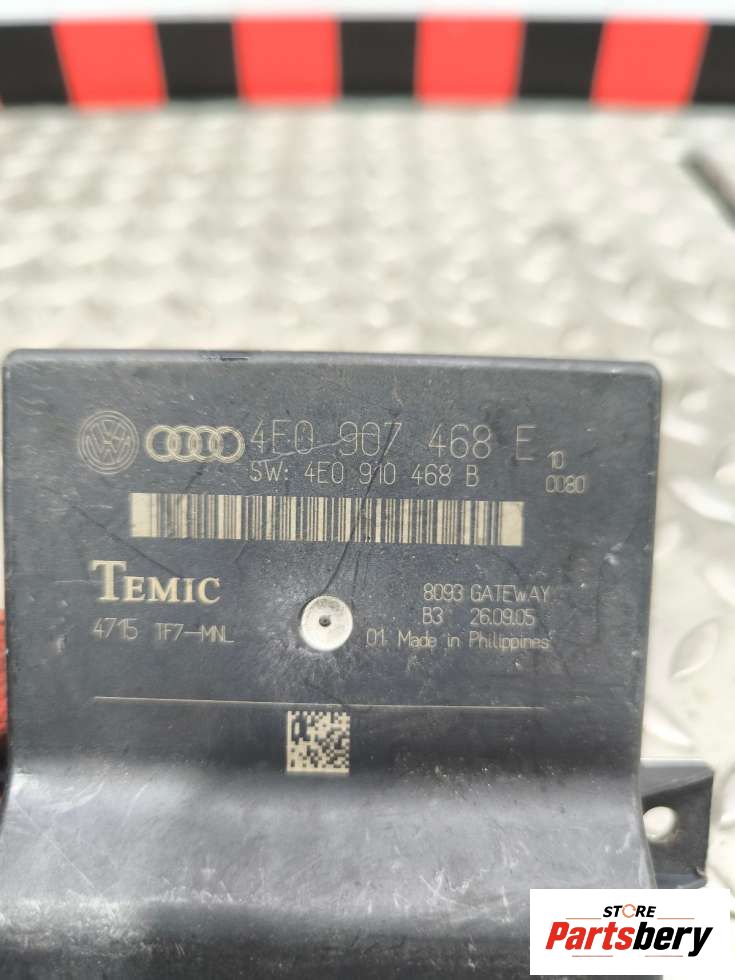 4E0 907 468 E
SW: 4E0 910 468 B
10
0080
TEMIC
8093 GATEWAY
B3 26.09.05
4715 TF7-MNL
01 Made in Philippines
STORE
Partsbery